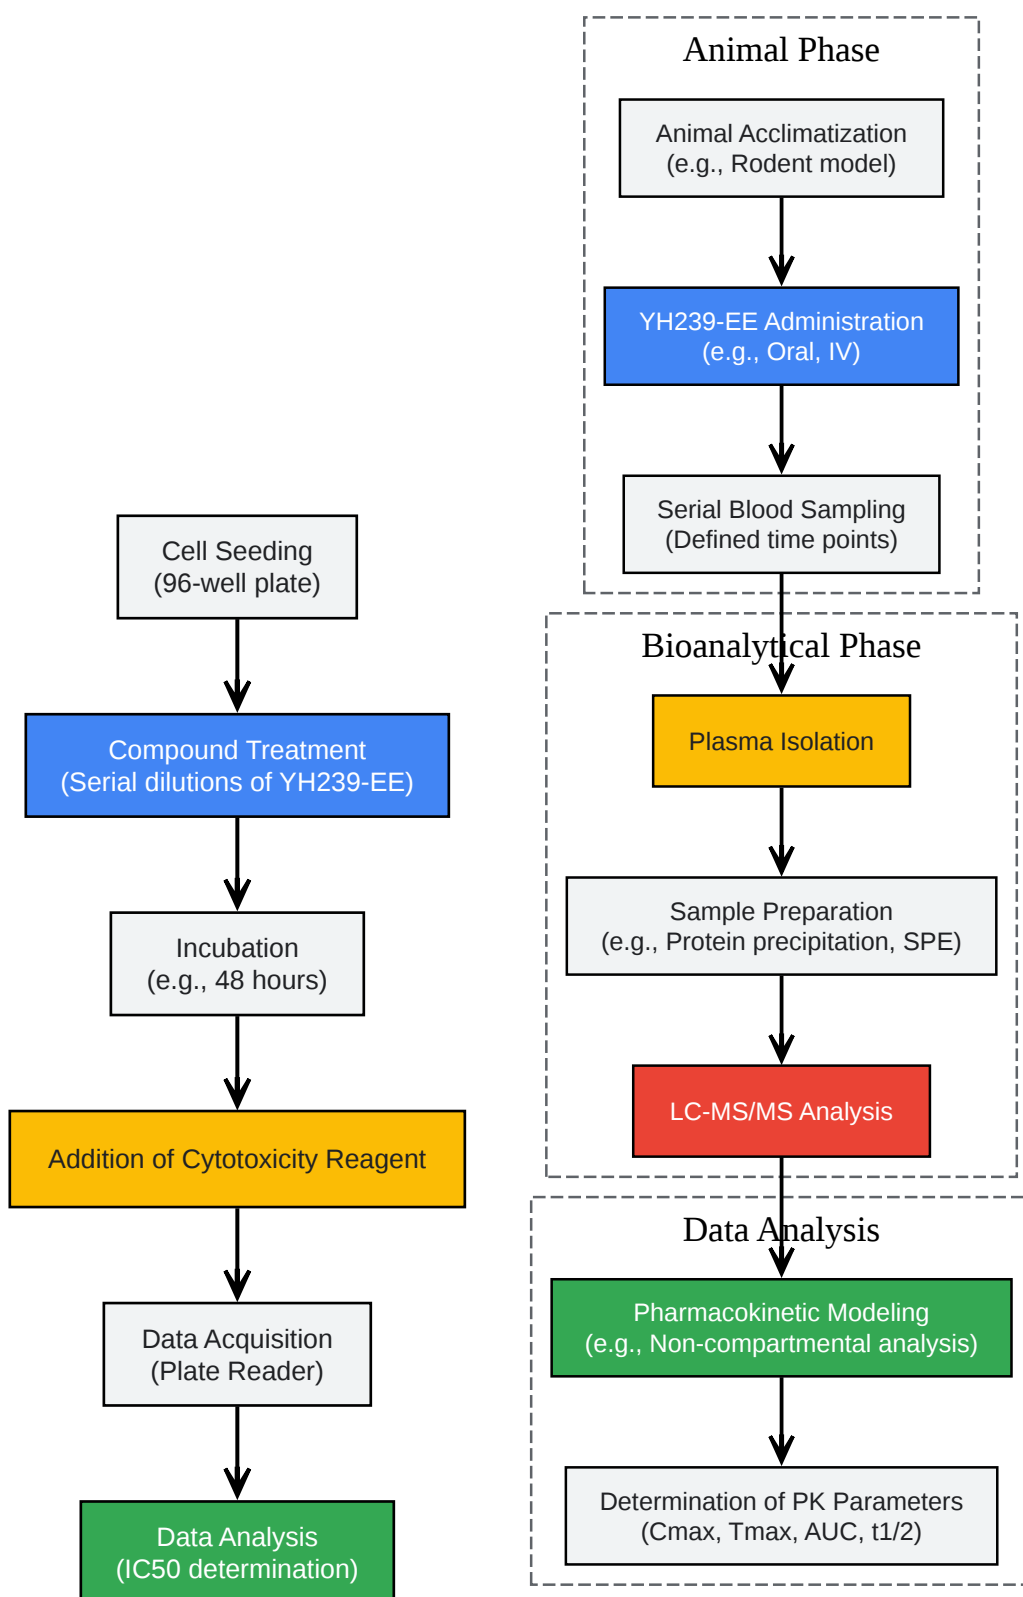 Cell Seeding
(96-well plate)
Compound Treatment
(Serial dilutions of YH239-EE)
Incubation
(e.g., 48 hours)
Addition of Cytotoxicity Reagent
Data Acquisition
(Plate Reader)
Data Analysis
(IC50 determination)
Animal Phase
Animal Acclimatization
(e.g., Rodent model)
YH239-EE Administration
(e.g., Oral, IV)
Serial Blood Sampling
(Defined time points)
Bioanalytical Phase
Plasma Isolation
Sample Preparation
(e.g., Protein precipitation, SPE)
LC-MS/MS Analysis
Data Analysis
Pharmacokinetic Modeling
(e.g., Non-compartmental analysis)
Determination of PK Parameters
(Cmax, Tmax, AUC, t1/2)